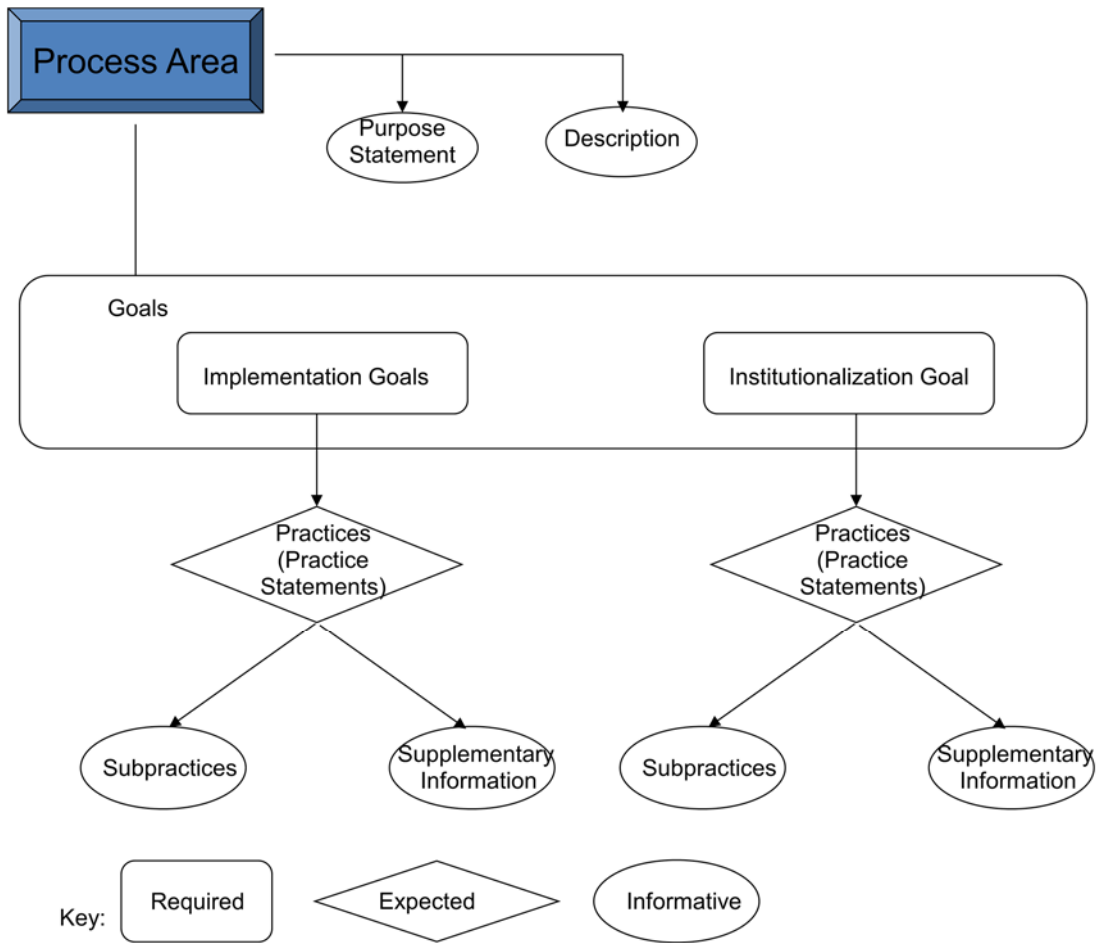 Process Area
Purpose
Statement
Description
Goals
Implementation Goals
Institutionalization Goal
Practices
(Practice
Statements)
Practices
(Practice
Statements)
Subpractices
Supplementary
Information
Subpractices
Supplementary
Information
Key:
Required
Expected
Informative